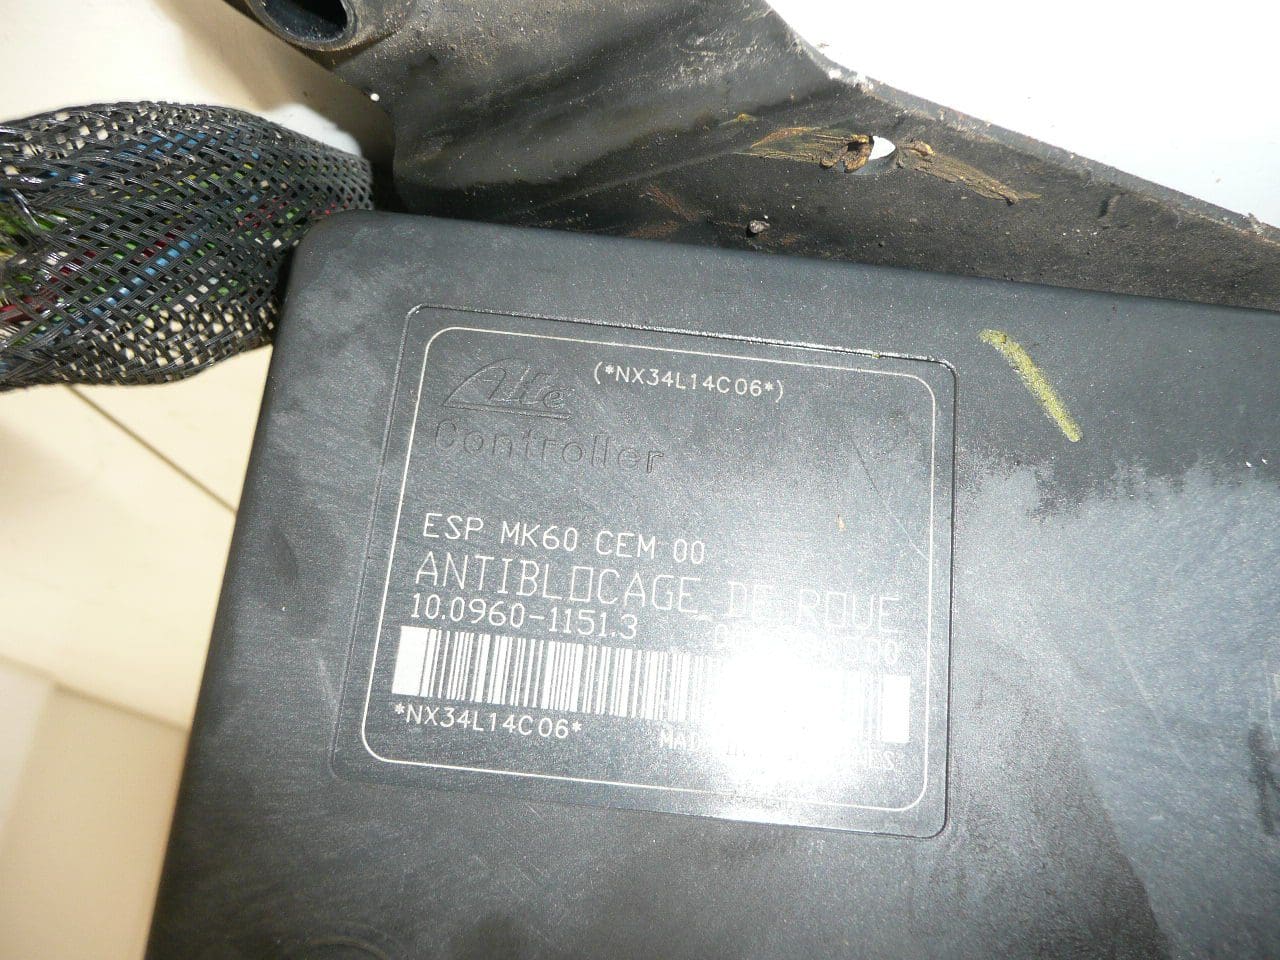 Ate
(*NX34L14C06*)
Controller
ESP MK60 CEM 00
ANTIBLOCAGE DE ROUE
10.0960-1151.3
*NX34L14C06*